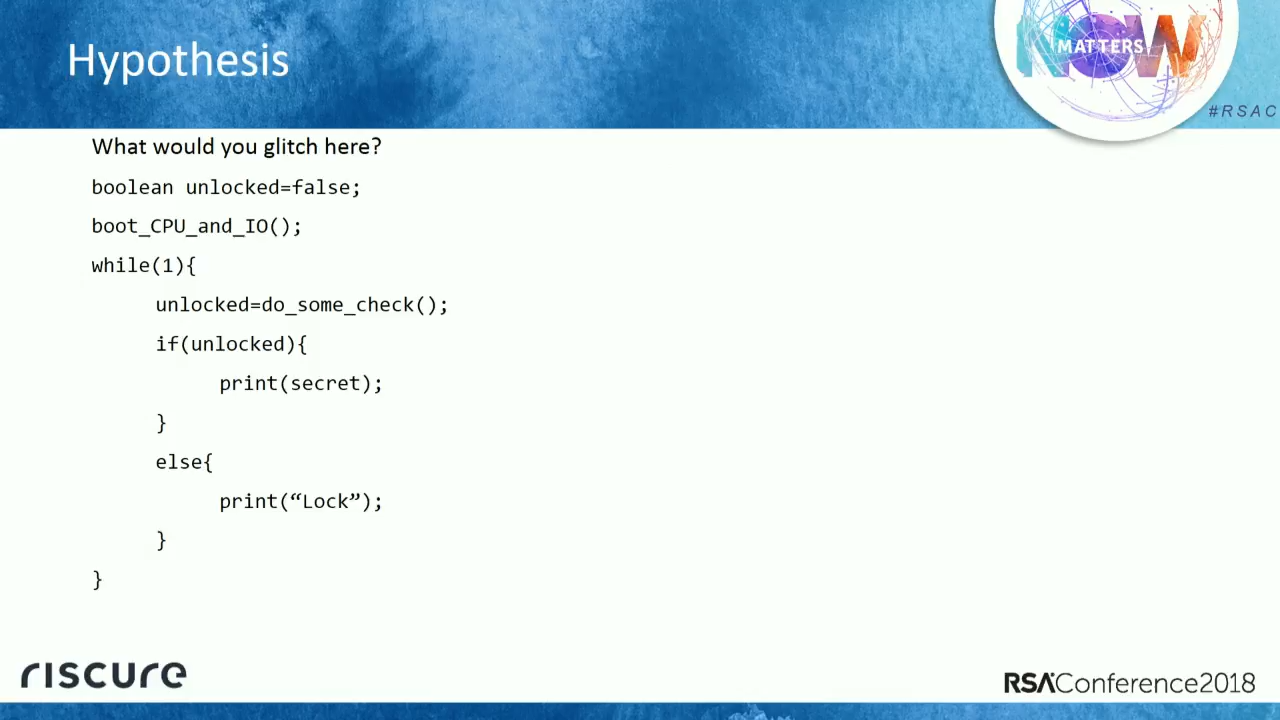 Hypothesis
NOW
MATTERS
#RSAC
What would you glitch here?
boolean unlocked=false;
boot_CPU_and_IO();
while(1){
unlocked=do_some_check();
if(unlocked){
print(secret);
}
else{
print(“Lock”);
}
}
riscure
RSAConference2018